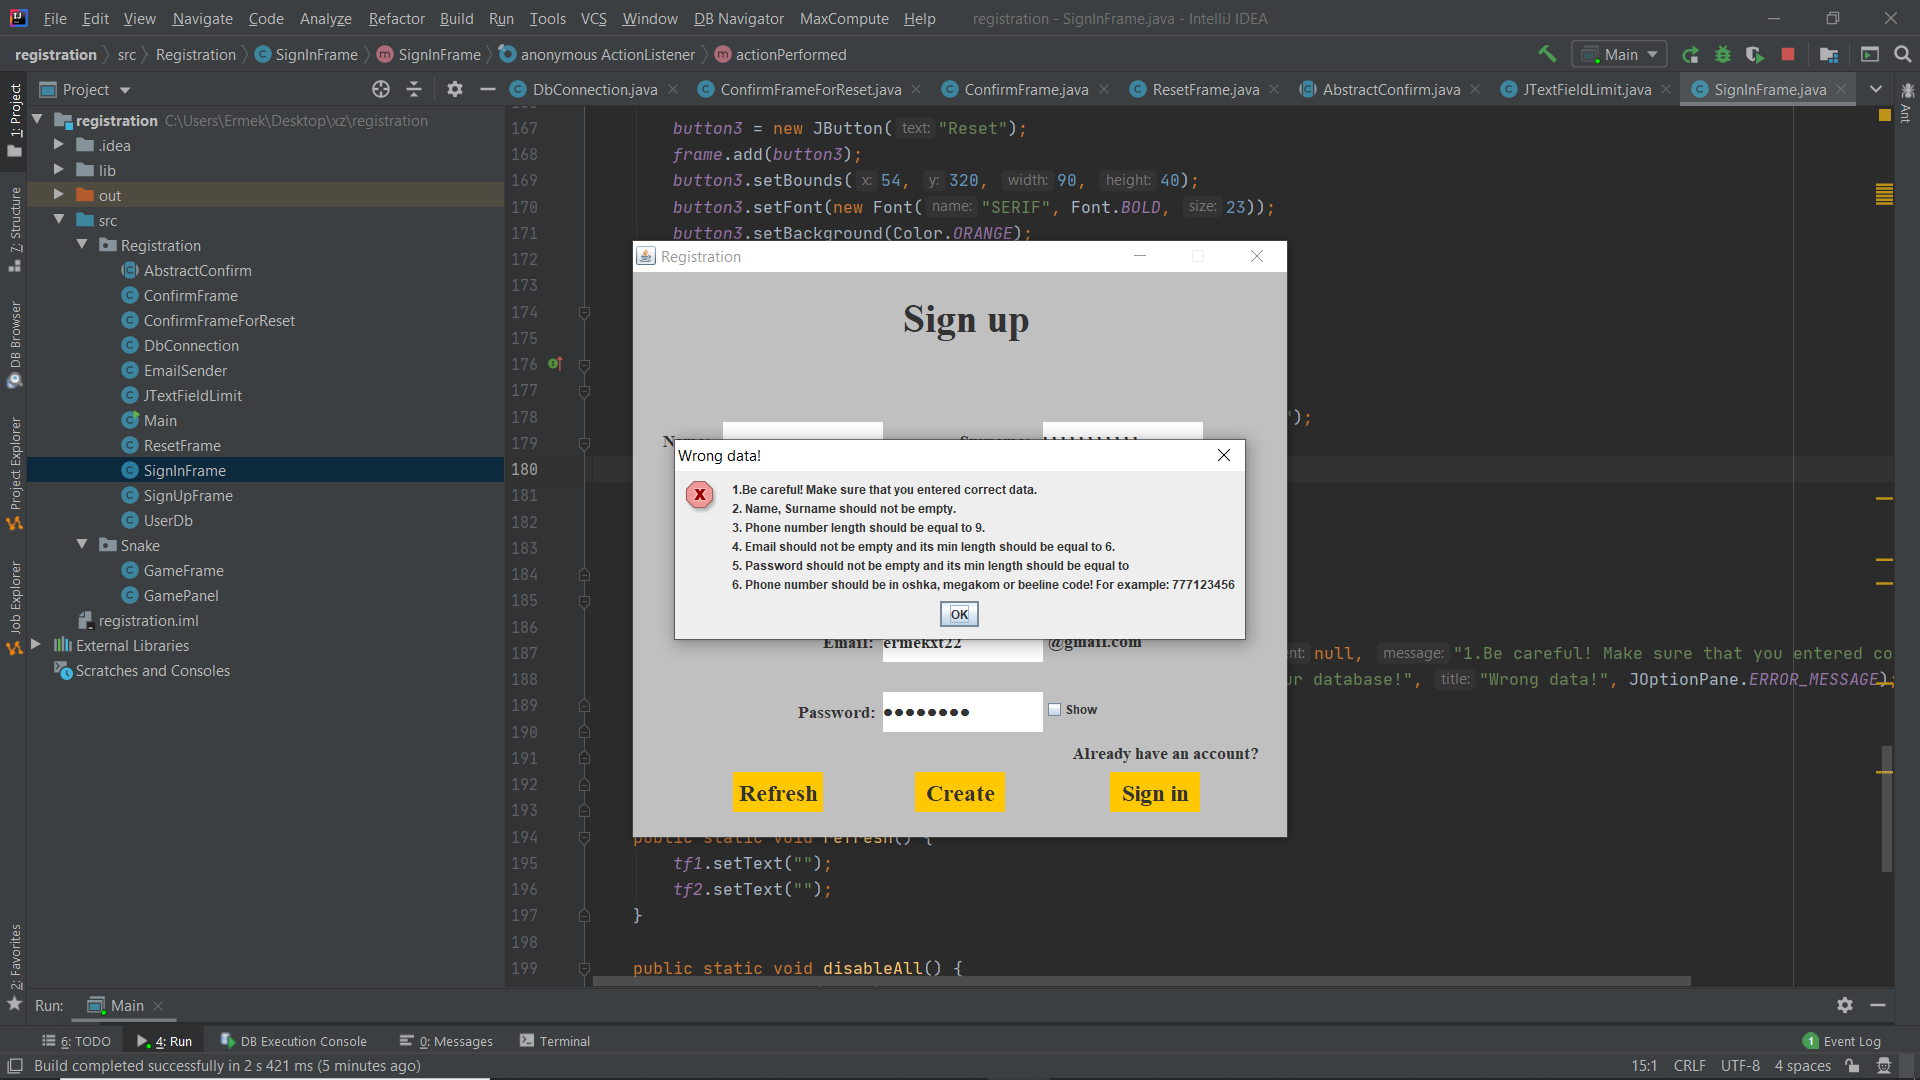 File Edit View Navigate Code Analyze Refactor Build Run Tools VCS Window DB Navigator MaxCompute Help registration - SignInFrame.java - IntelliJ IDEA
registration src Registration SignInFrame SignInFrame anonymous ActionListener actionPerformed Main
Project DbConnection.java ConfirmFrameForReset.java ConfirmFrame.java ResetFrame.java AbstractConfirm.java JTextFieldLimit.java SignInFrame.java
1: Project
7: Structure
DB Browser
Project Explorer
Job Explorer
2: Favorites
Ant
registration C:\Users\Ermek\Desktop\xz\registration
.idea
lib
out
src
Registration
AbstractConfirm
ConfirmFrame
ConfirmFrameForReset
DbConnection
EmailSender
JTextFieldLimit
Main
ResetFrame
SignInFrame
SignUpFrame
UserDb
Snake
GameFrame
GamePanel
registration.iml
External Libraries
Scratches and Consoles
167 button3 = new JButton( text: "Reset");
168 frame.add(button3);
169 button3.setBounds( x: 54, y: 320, width: 90, height: 40);
170 button3.setFont(new Font( name: "SERIF", Font.BOLD, size: 23));
171 button3.setBackground(Color.ORANGE);
172
173
174
175
176
177
178 ");
179
180
181
182
183
184
185
186
187 null, message: "1.Be careful! Make sure that you entered co
188 ur database!", title: "Wrong data!", JOptionPane.ERROR_MESSAGE);
189
190
191
192
193
194 public static void refresh() {
195 tf1.setText("");
196 tf2.setText("");
197 }
198
199 public static void disableAll() {
Registration
Sign up
Wrong data!
1.Be careful! Make sure that you entered correct data.
2. Name, Surname should not be empty.
3. Phone number length should be equal to 9.
4. Email should not be empty and its min length should be equal to 6.
5. Password should not be empty and its min length should be equal to
6. Phone number should be in oshka, megakom or beeline code! For example: 777123456
OK
Email: ermekxt22 @gmail.com
Password: Show
Already have an account?
Refresh Create Sign in
Run: Main
6: TODO 4: Run DB Execution Console 0: Messages Terminal 1 Event Log
Build completed successfully in 2 s 421 ms (5 minutes ago) 15:1 CRLF UTF-8 4 spaces